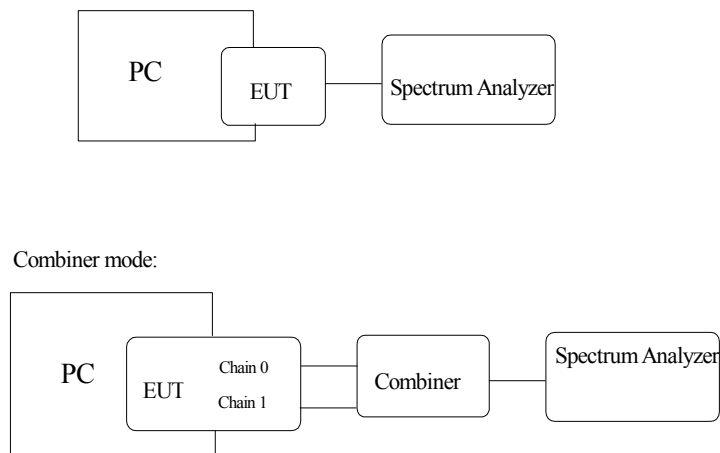 PC
EUT
Spectrum Analyzer
Combiner mode:
PC
EUT
Chain 0
Chain 1
Combiner
Spectrum Analyzer